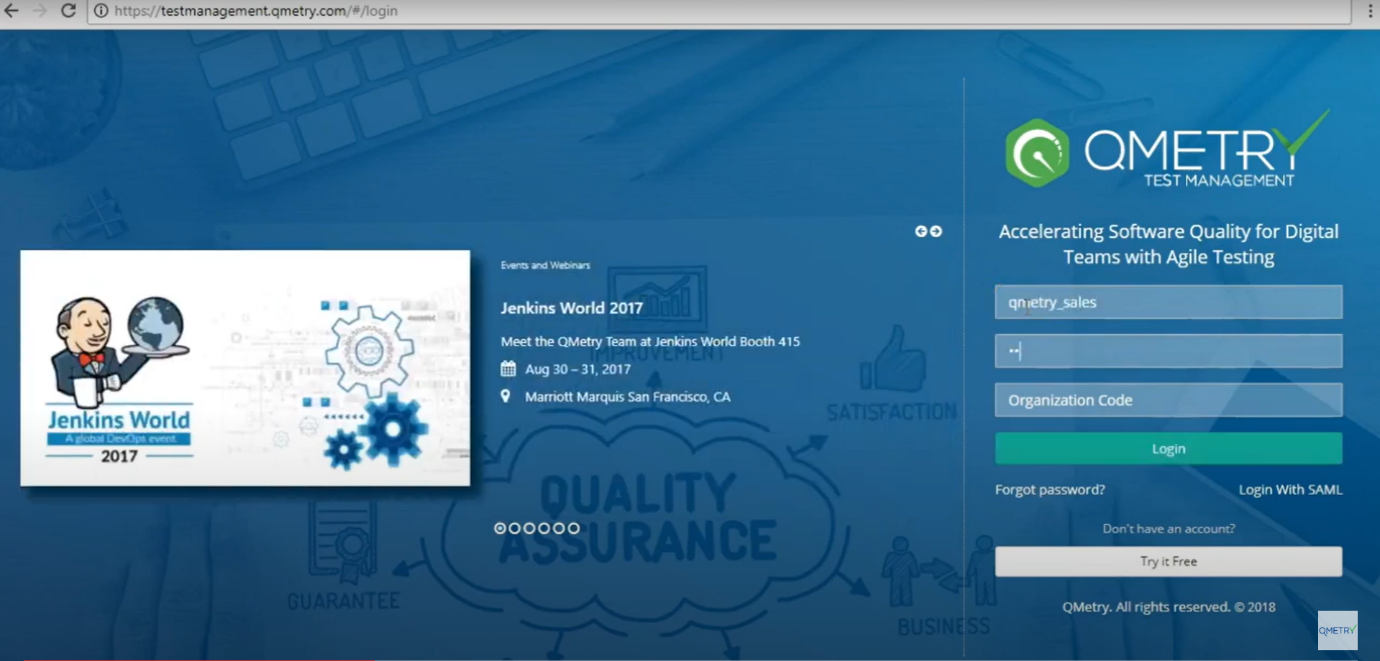 https://testmanagement.qmetry.com/#/login
QMETRY
TEST MANAGEMENT
Accelerating Software Quality for Digital
Teams with Agile Testing
qmetry_sales
••
Organization Code
Login
Forgot password?
Login With SAML
Don't have an account?
Try it Free
QMetry. All rights reserved. © 2018
QMETRY
Events and Webinars
Jenkins World 2017
Meet the QMetry Team at Jenkins World Booth 415
Aug 30 – 31, 2017
Marriott Marquis San Francisco, CA
Jenkins World
A global DevOps event
2017
IMPROVEMENT
SATISFACTION
QUALITY
ASSURANCE
GUARANTEE
BUSINESS